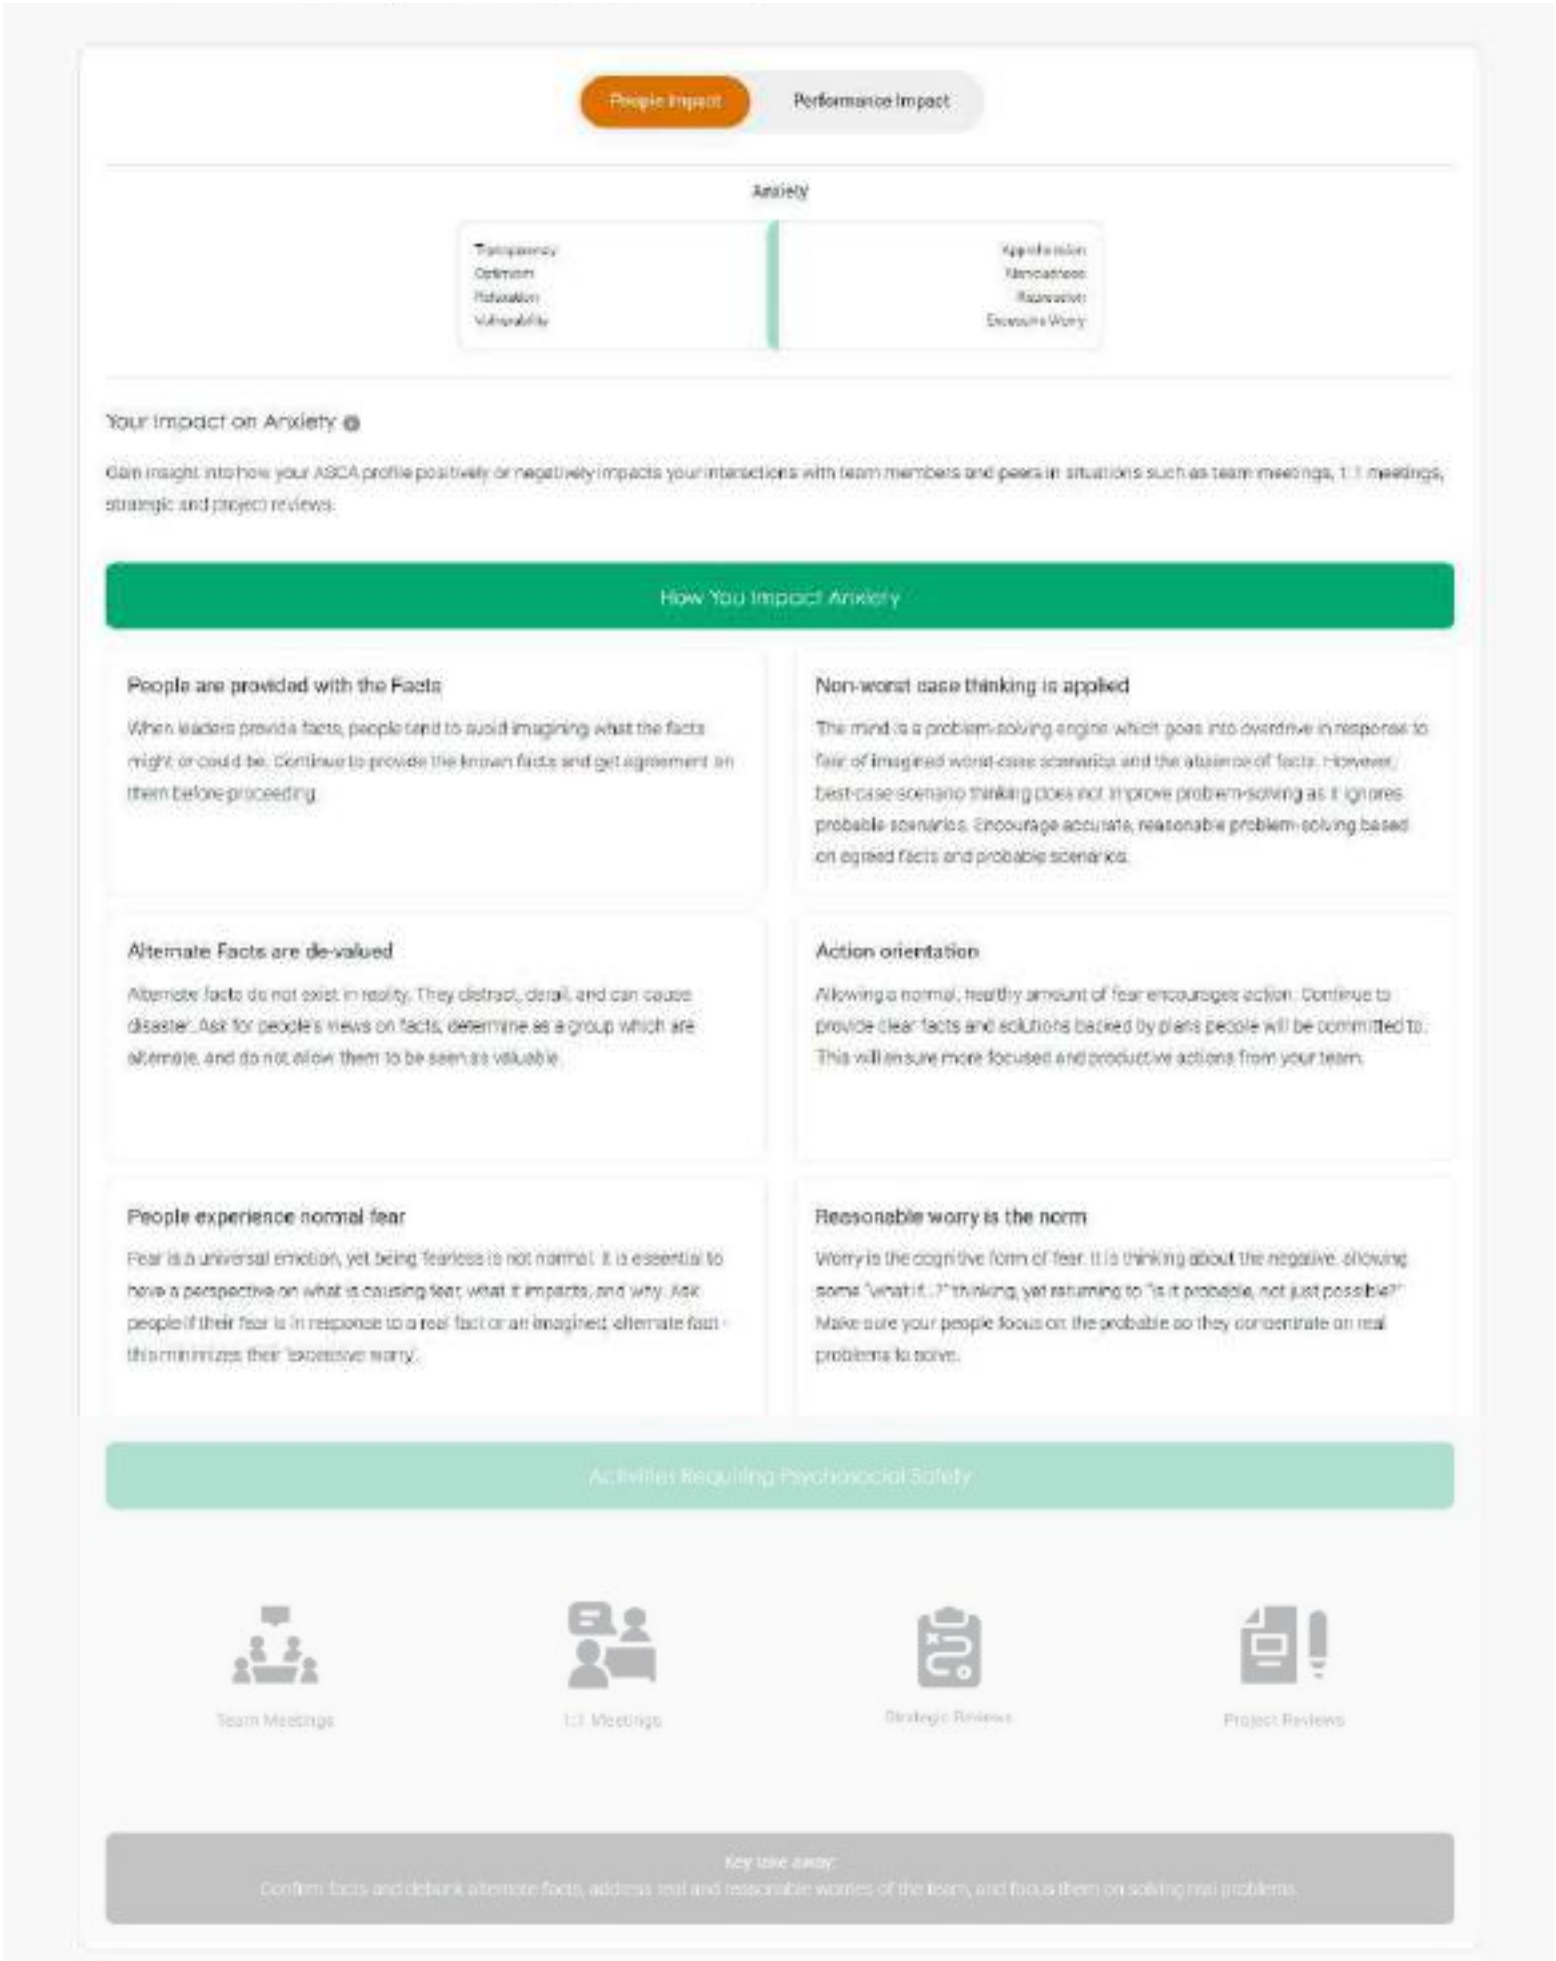 People Impact
Performance Impact
Anxiety
Transparency
Optimism
Relaxation
Vulnerability
Apprehension
Nervousness
Repression
Excessive Worry
Your Impact on Anxiety
Gain insight into how your ASCA profile positively or negatively impacts your interactions with team members and peers in situations such as team meetings, 1:1 meetings,
strategic and project reviews.
How You Impact Anxiety
People are provided with the Facts
When leaders provide facts, people tend to avoid imagining what the facts
might or could be. Continue to provide the known facts and get agreement on
them before proceeding.
Non-worst case thinking is applied
The mind is a problem-solving engine which goes into overdrive in response to
fear of imagined worst-case scenarios and the absence of facts. However,
best-case scenario thinking does not improve problem-solving as it ignores
probable scenarios. Encourage accurate, reasonable problem-solving based
on agreed facts and probable scenarios.
Alternate Facts are de-valued
Alternate facts do not exist in reality. They distract, derail, and can cause
disaster. Ask for people's views on facts, determine as a group which are
alternate, and do not allow them to be seen as valuable.
Action orientation
Allowing a normal, healthy amount of fear encourages action. Continue to
provide clear facts and solutions backed by plans people will be committed to.
This will ensure more focused and productive actions from your team.
People experience normal fear
Fear is a universal emotion, yet being fearless is not normal. It is essential to
have a perspective on what is causing fear, what it impacts, and why. Ask
people if their fear is in response to a real fact or an imagined, alternate fact -
this minimizes their 'excessive worry'.
Reasonable worry is the norm
Worry is the cognitive form of fear. It is thinking about the negative, allowing
some "what if...?" thinking, yet returning to "is it probable, not just possible?"
Make sure your people focus on the probable so they concentrate on real
problems to solve.
Activities Requiring Psychosocial Safety
Team Meetings
1:1 Meetings
Strategic Reviews
Project Reviews
Key take away:
Confirm facts and debunk alternate facts, address real and reasonable worries of the team, and focus them on solving real problems.